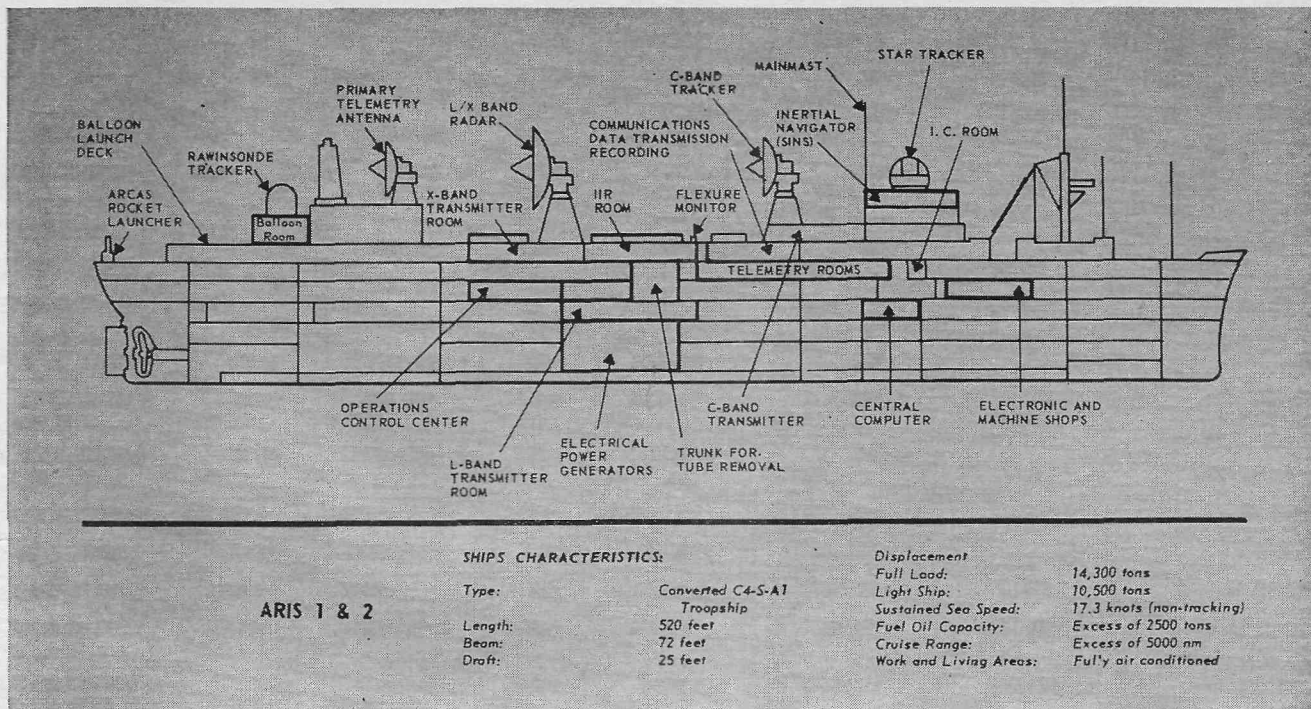 BALLOON
LAUNCH
DECK
ARCAS
ROCKET
LAUNCHER
RAWINSONDE
TRACKER
Balloon
Room
PRIMARY
TELEMETRY
ANTENNA
L/X BAND
RADAR
X-BAND
TRANSMITTER
ROOM
IIR
ROOM
COMMUNICATIONS
DATA TRANSMISSION
RECORDING
FLEXURE
MONITOR
C-BAND
TRACKER
MAINMAST
INERTIAL
NAVIGATOR
(SINS)
STAR TRACKER
I.C. ROOM
TELEMETRY ROOMS
OPERATIONS
CONTROL CENTER
L-BAND
TRANSMITTER
ROOM
ELECTRICAL
POWER
GENERATORS
TRUNK FOR.
TUBE REMOVAL
C-BAND
TRANSMITTER
CENTRAL
COMPUTER
ELECTRONIC AND
MACHINE SHOPS
ARIS 1 & 2
SHIPS CHARACTERISTICS:
Type: Converted C4-S-A1
Troopship
Length: 520 feet
Beam: 72 feet
Draft: 25 feet
Displacement
Full Load: 14,300 tons
Light Ship: 10,500 tons
Sustained Sea Speed: 17.3 knots (non-tracking)
Fuel Oil Capacity: Excess of 2500 tons
Cruise Range: Excess of 5000 nm
Work and Living Areas: Ful'y air conditioned